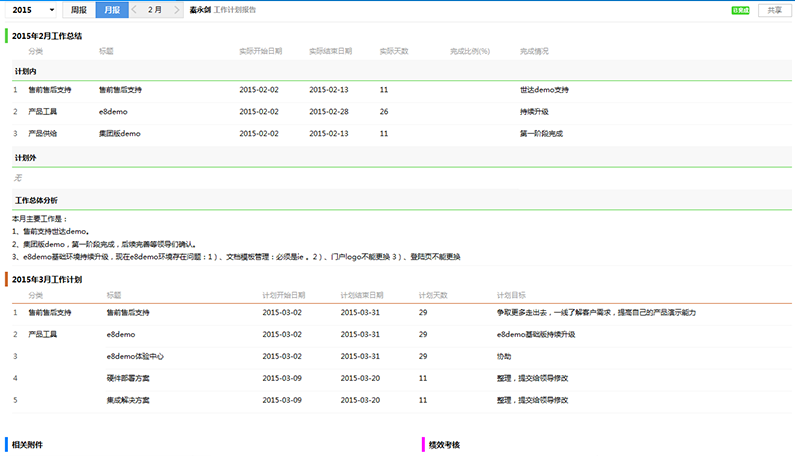 2015 周报 月报 2 月 秦永剑 工作计划报告 已完成 共享
2015年2月工作总结
分类 标题 实际开始日期 实际结束日期 实际天数 完成比例(%) 完成情况
计划内
1 售前售后支持 售前售后支持 2015-02-02 2015-02-13 11 世达demo支持
2 产品工具 e8demo 2015-02-02 2015-02-28 26 持续升级
3 产品供给 集团版demo 2015-02-02 2015-02-13 11 第一阶段完成
计划外
无
工作总体分析
本月主要工作是：
1、售前支持世达demo。
2、集团版demo，第一阶段完成，后续完善等领导们确认。
3、e8demo基础环境持续升级，现在e8demo环境存在问题：1）、文档模板管理：必须是ie 。2）、门户logo不能更换 3）、登陆页不能更换
2015年3月工作计划
分类 标题 计划开始日期 计划结束日期 计划天数 计划目标
1 售前售后支持 售前售后支持 2015-03-02 2015-03-31 29 争取更多走出去，一线了解客户需求，提高自己的产品演示能力
2 产品工具 e8demo 2015-03-02 2015-03-31 29 e8demo基础版持续升级
3 e8demo体验中心 2015-03-02 2015-03-31 29 协助
4 硬件部署方案 2015-03-09 2015-03-20 11 整理，提交给领导修改
5 集成解决方案 2015-03-09 2015-03-20 11 整理，提交给领导修改
相关附件 绩效考核